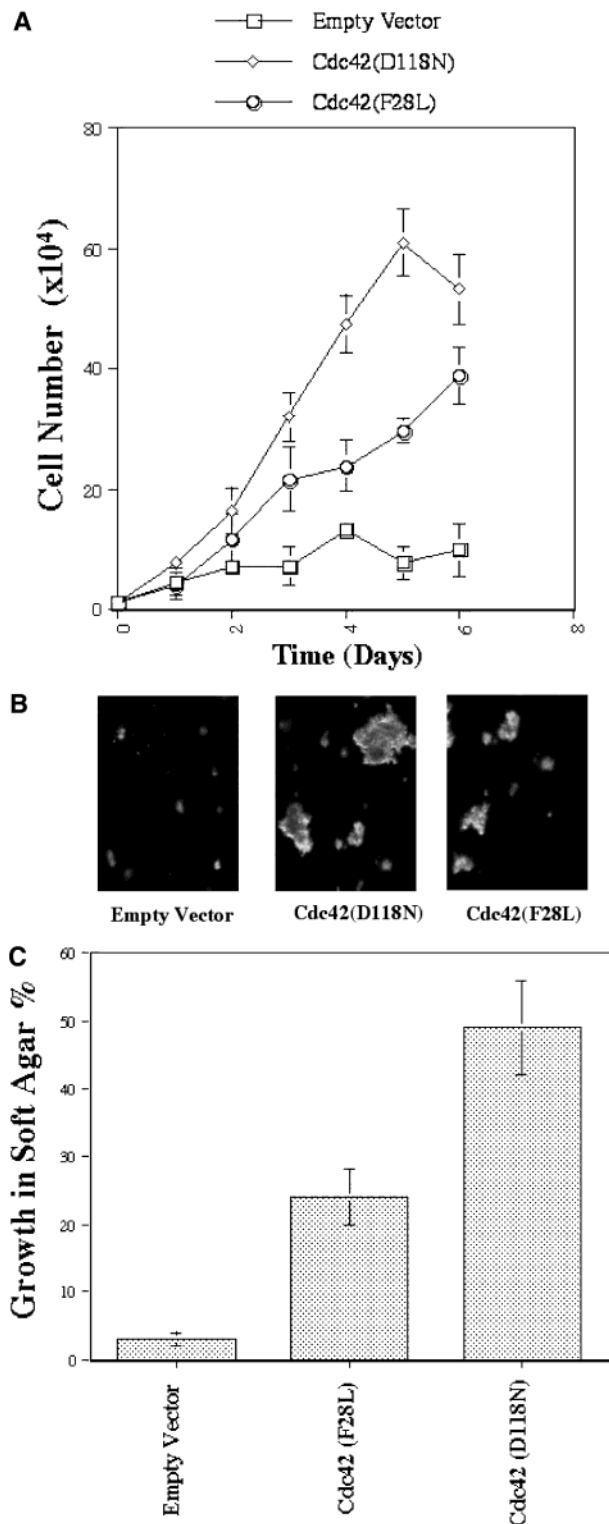 A
Empty Vector
Cdc42(D118N)
Cdc42(F28L)
80
60
40
20
0
Cell Number (x10⁴)
0
2
4
6
8
Time (Days)
B
Empty Vector
Cdc42(D118N)
Cdc42(F28L)
C
60
50
40
30
20
10
0
Growth in Soft Agar %
Empty Vector
Cdc42 (F28L)
Cdc42 (D118N)